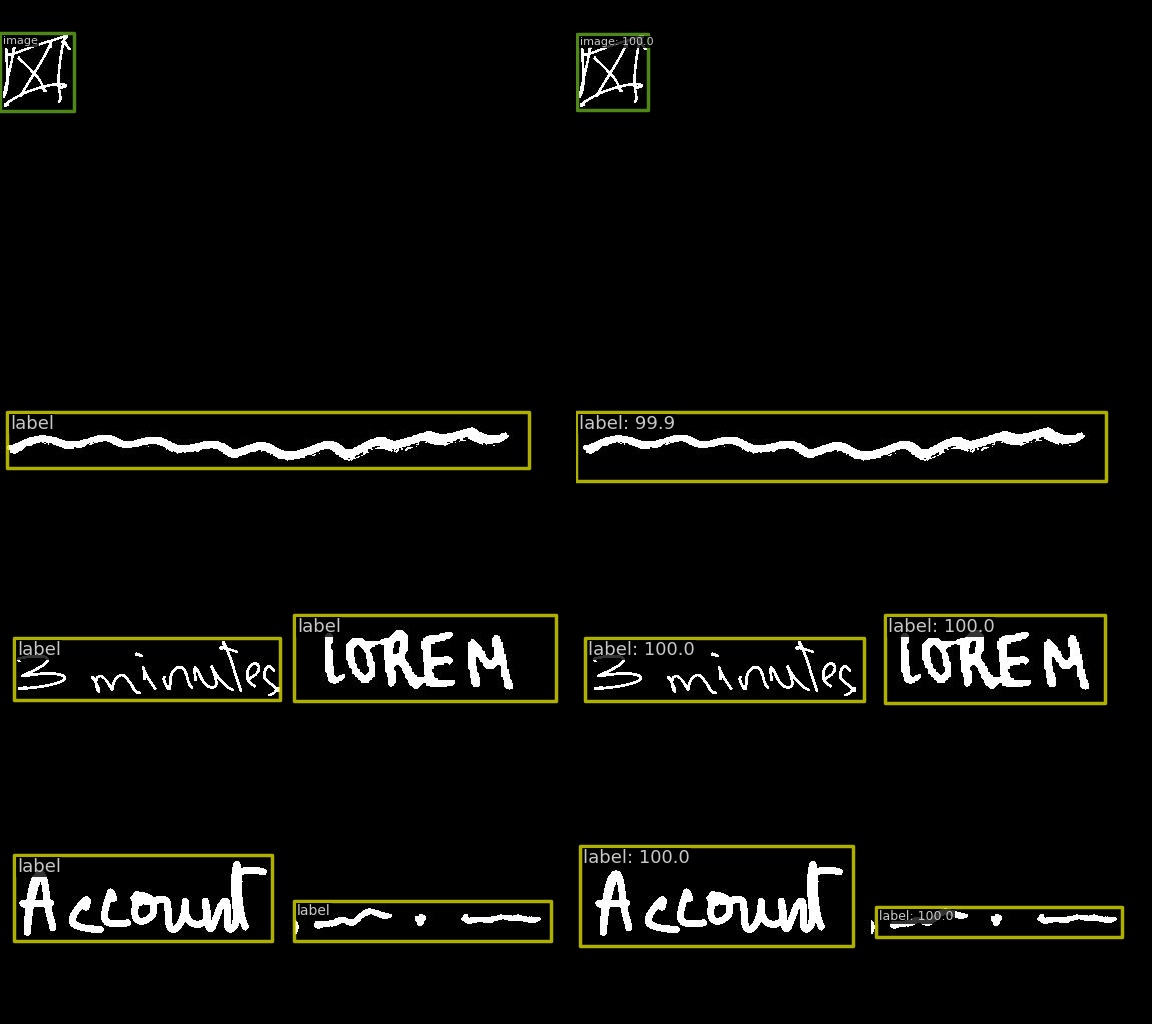 image image: 100.0
label label: 99.9
label label label: 100.0 label: 100.0
3 minutes LOREM 3 minutes LOREM
label label: 100.0
Account label Account label: 100.0